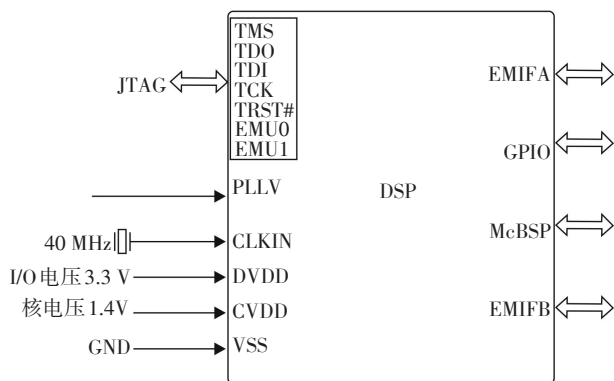 TMS
TDO
TDI
TCK
TRST#
EMU0
EMU1
JTAG
PLLV
40 MHz
CLKIN
I/O电压3.3 V
DVDD
核电压1.4V
CVDD
GND
VSS
DSP
EMIFA
GPIO
McBSP
EMIFB